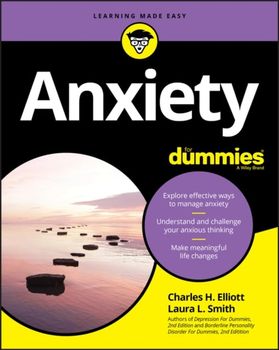 LEARNING MADE EASY
Anxiety
for
dummies
A Wiley Brand
Explore effective ways
to manage anxiety
Understand and challenge
your anxious thinking
Make meaningful
life changes
Charles H. Elliott
Laura L. Smith
Authors of Depression For Dummies,
2nd Edition and Borderline Personality
Disorder For Dummies, 2nd Edition